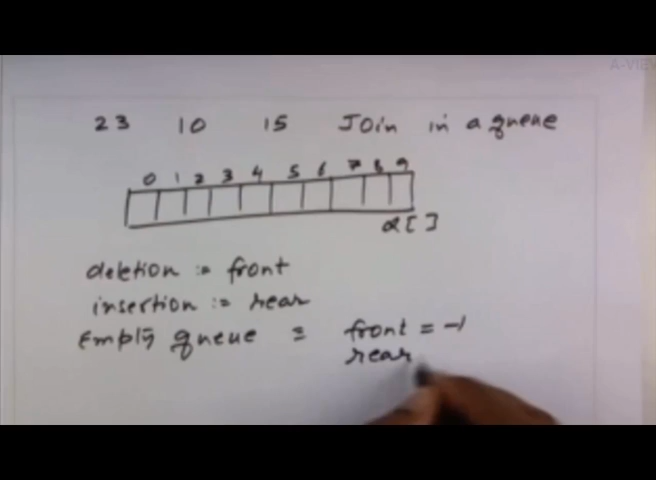 A-VIEW
23 10 15 Join in a queue
0 1 2 3 4 5 6 7 8 9
Q[ ]
deletion := front
insertion := rear
Empty queue = front = -1
rear